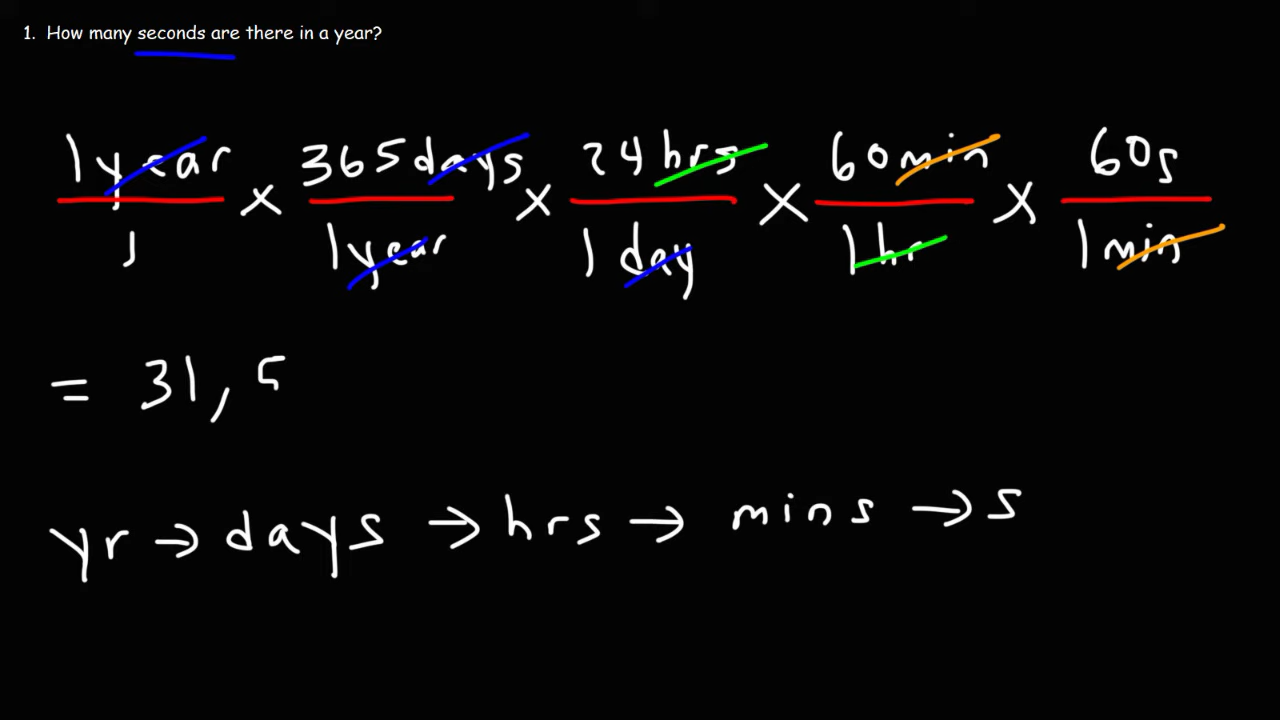 1. How many seconds are there in a year?
1 year × 365 days × 24 hrs × 60 min × 60 s
1 1 year 1 day 1 hr 1 min
= 31, 5
yr → days → hrs → mins → s